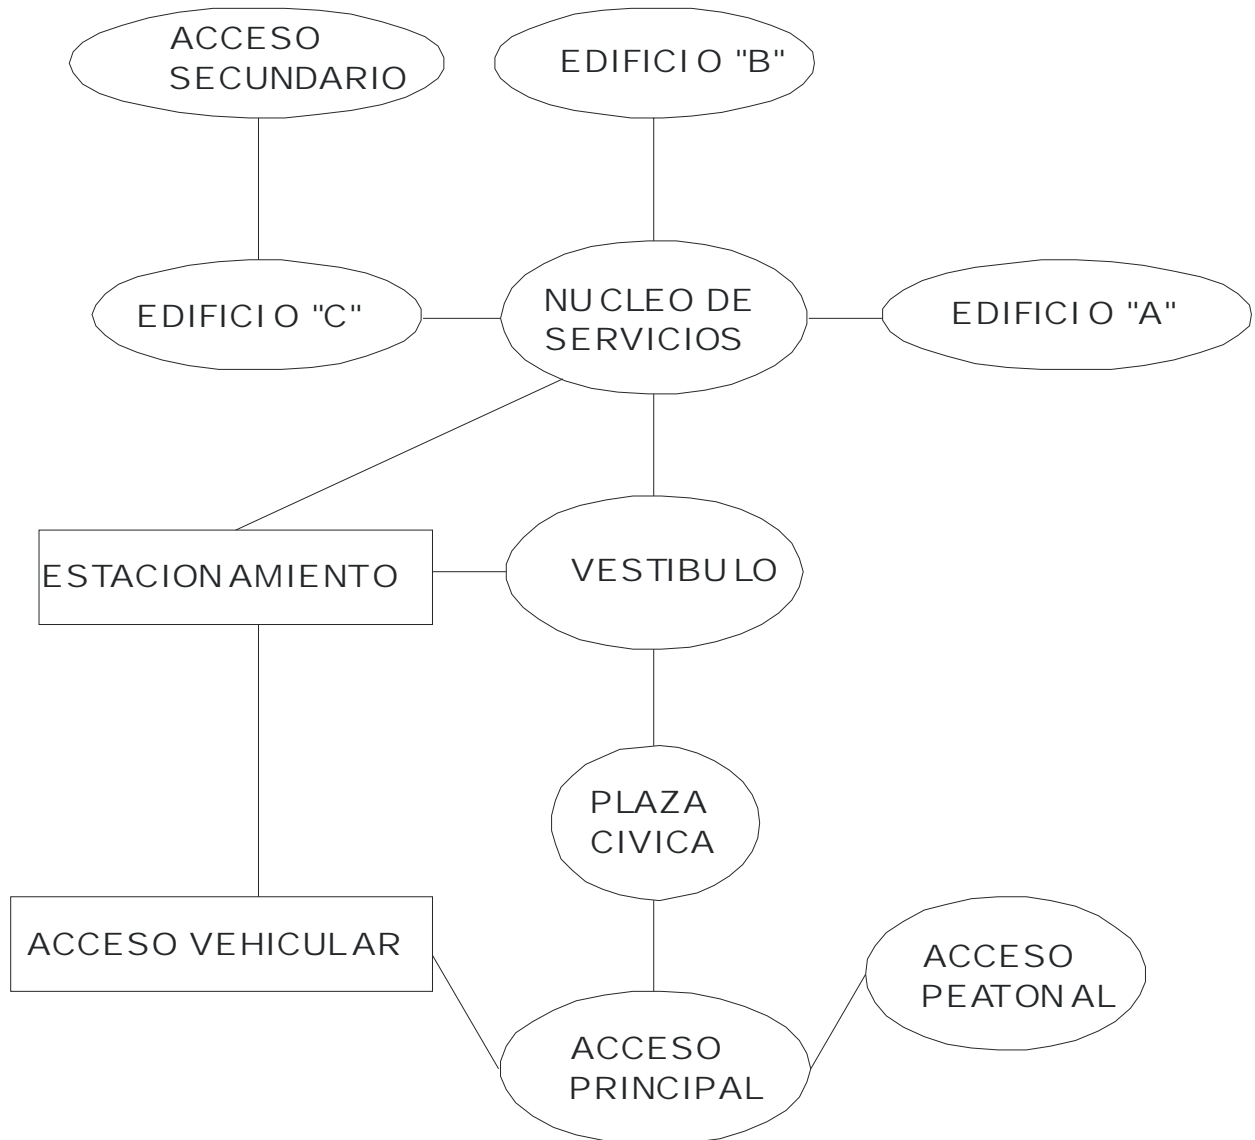 ACCESO
SECUNDARIO
EDIFICIO "B"
EDIFICIO "C"
NUCLEO DE
SERVICIOS
EDIFICIO "A"
ESTACIONAMIENTO
VESTIBULO
PLAZA
CIVICA
ACCESO VEHICULAR
ACCESO
PEATONAL
ACCESO
PRINCIPAL